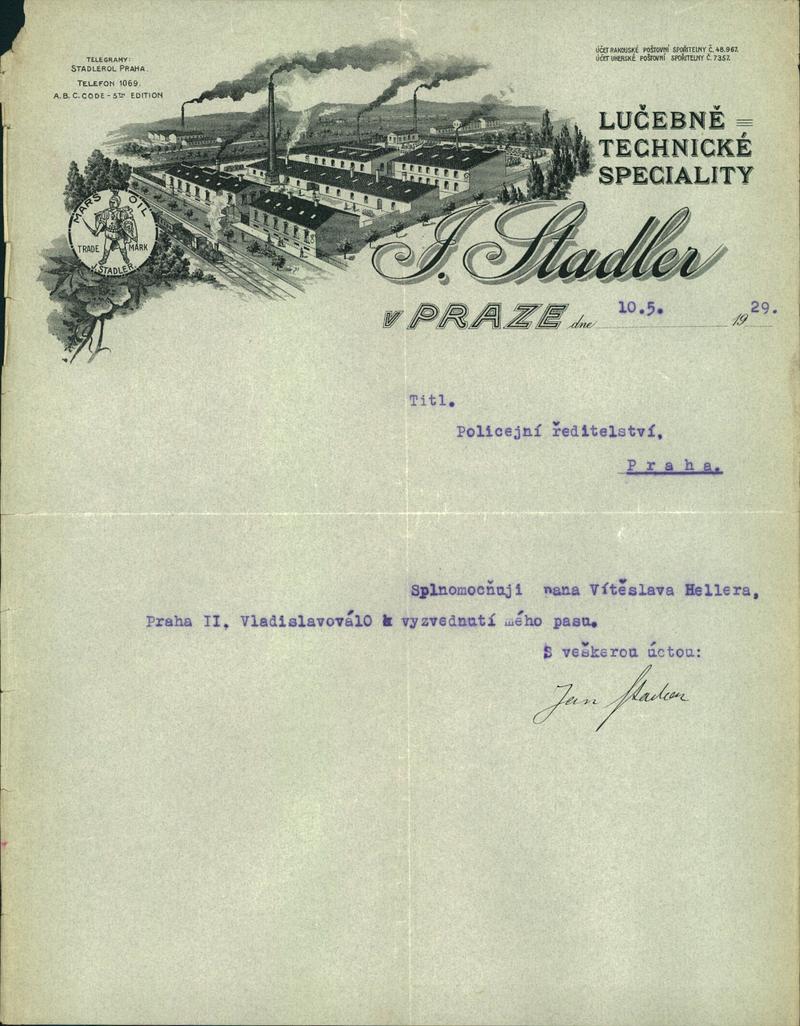 TELEGRAMY:
STADLEROL PRAHA.
TELEFON 1069.
A.B.C. CODE - 5TH EDITION
ÚČET RAKOUSKÉ POŠTOVNÍ SPOŘITELNY Č. 48.967.
ÚČET UHERSKÉ POŠTOVNÍ SPOŘITELNY Č. 7357.
LUČEBNĚ =
TECHNICKÉ
SPECIALITY
MARS OIL
TRADE MARK
J. STADLER
J. Stadler
v PRAZE dne 10.5. 1929.
Titl.
Policejní ředitelství,
Praha.
Splnomocňuji pana Vítěslava Hellera,
Praha II, Vladislavová10 k vyzvednutí mého pasu.
S veškerou úctou:
Jan Stadler